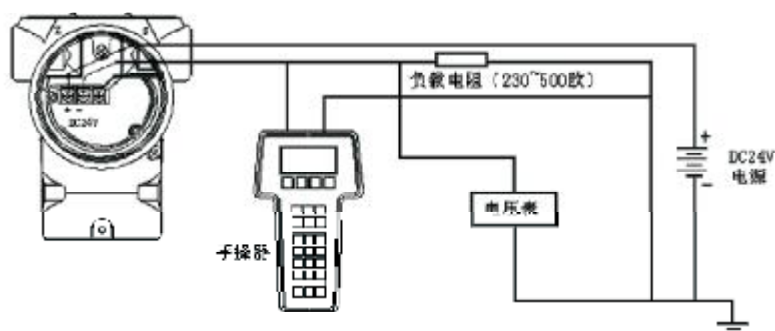 + -
DC24V
负载电阻（230~500欧）
+
DC24V
电源
-
电压表
手操器